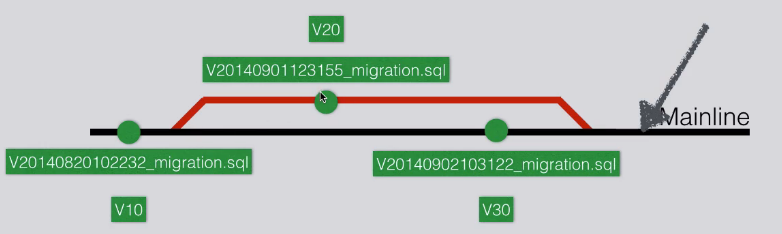 V20
V20140901123155_migration.sql
Mainline
V20140820102232_migration.sql
V20140902103122_migration.sql
V10
V30